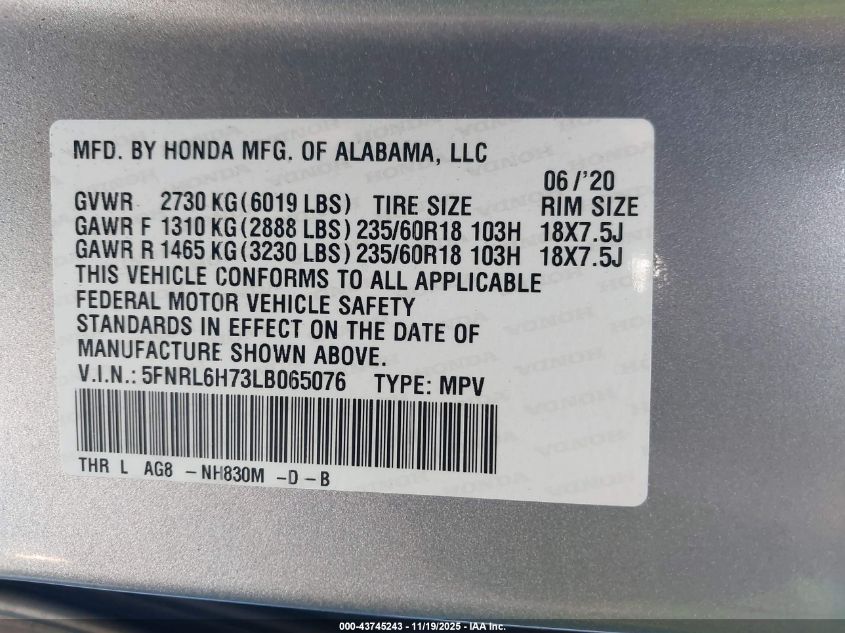 MFD. BY HONDA MFG. OF ALABAMA, LLC
06/'20
GVWR 2730 KG(6019 LBS) TIRE SIZE RIM SIZE
GAWR F 1310 KG(2888 LBS) 235/60R18 103H 18X7.5J
GAWR R 1465 KG(3230 LBS) 235/60R18 103H 18X7.5J
THIS VEHICLE CONFORMS TO ALL APPLICABLE
FEDERAL MOTOR VEHICLE SAFETY
STANDARDS IN EFFECT ON THE DATE OF
MANUFACTURE SHOWN ABOVE.
V.I.N.: 5FNRL6H73LB065076 TYPE: MPV
THR L AG8 -NH830M -D-B
000-43745243 - 11/19/2025 - IAA Inc.